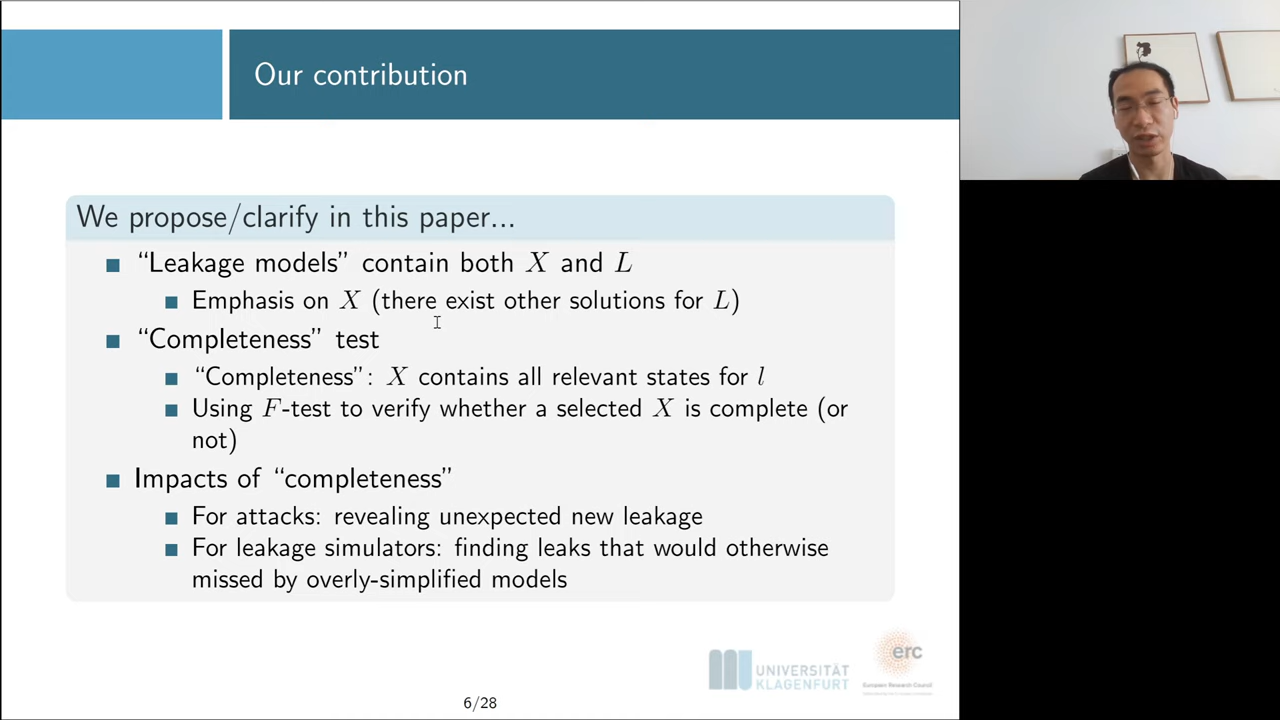 Our contribution
We propose/clarify in this paper...
“Leakage models” contain both X and L
Emphasis on X (there exist other solutions for L)
“Completeness” test
“Completeness”: X contains all relevant states for l
Using F-test to verify whether a selected X is complete (or
not)
Impacts of “completeness”
For attacks: revealing unexpected new leakage
For leakage simulators: finding leaks that would otherwise
missed by overly-simplified models
UNIVERSITÄT
KLAGENFURT
erc
European Research Council
6/28